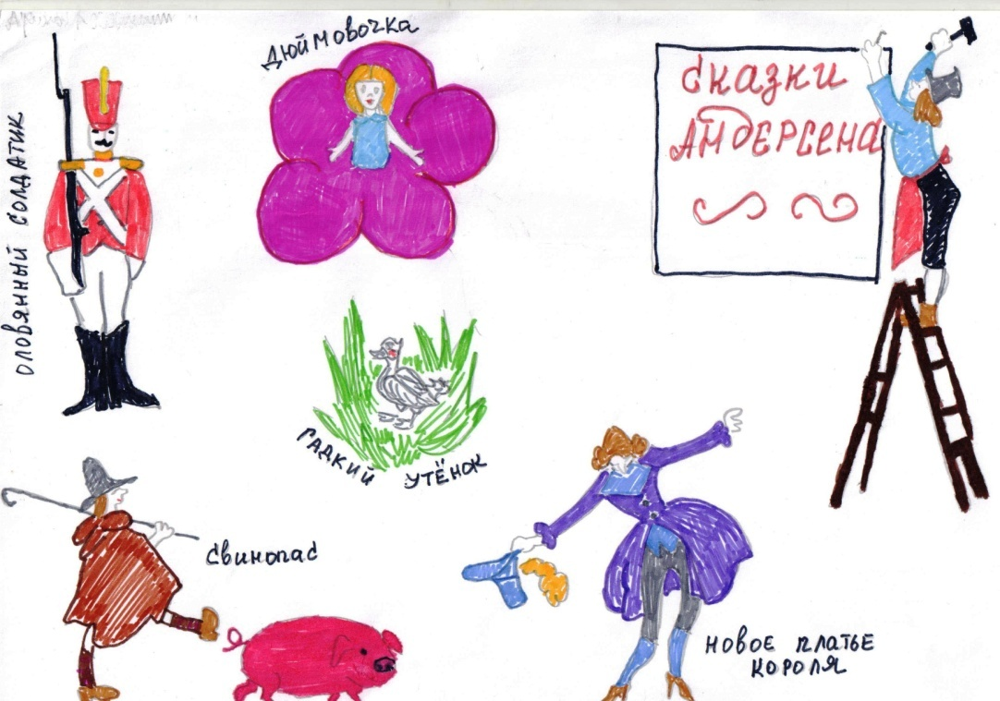 Дюймовочка
Сказки
Андерсена
оловянный солдатик
гадкий утёнок
Свинопас
новое платье
короля